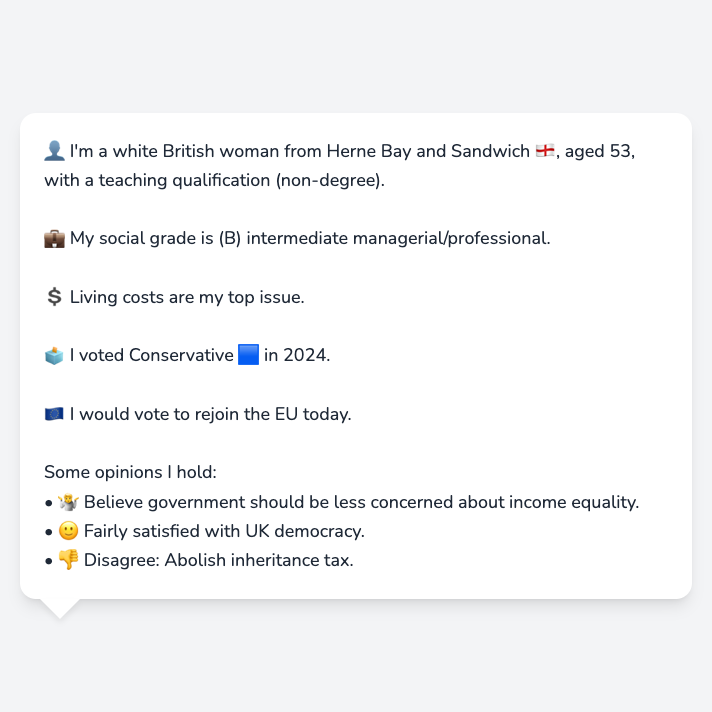 👤 I'm a white British woman from Herne Bay and Sandwich 🏴󠁧󠁢󠁥󠁮󠁧󠁿, aged 53,
with a teaching qualification (non-degree).
💼 My social grade is (B) intermediate managerial/professional.
💲 Living costs are my top issue.
🗳️ I voted Conservative 🟦 in 2024.
🇪🇺 I would vote to rejoin the EU today.
Some opinions I hold:
• 🤷 Believe government should be less concerned about income equality.
• 🙂 Fairly satisfied with UK democracy.
• 👎 Disagree: Abolish inheritance tax.